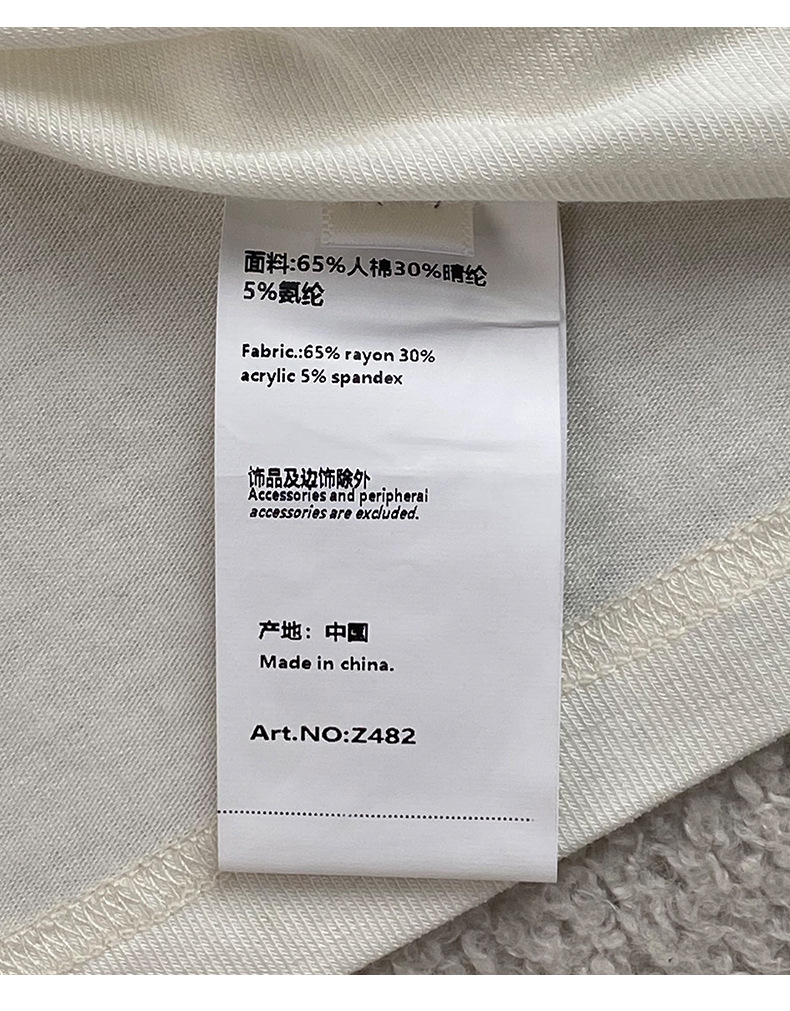 面料:65%人棉30%晴纶
5%氨纶
Fabric.:65% rayon 30%
acrylic 5% spandex
饰品及边饰除外
Accessories and peripherai
accessories are excluded.
产地：中国
Made in china.
Art.NO:Z482